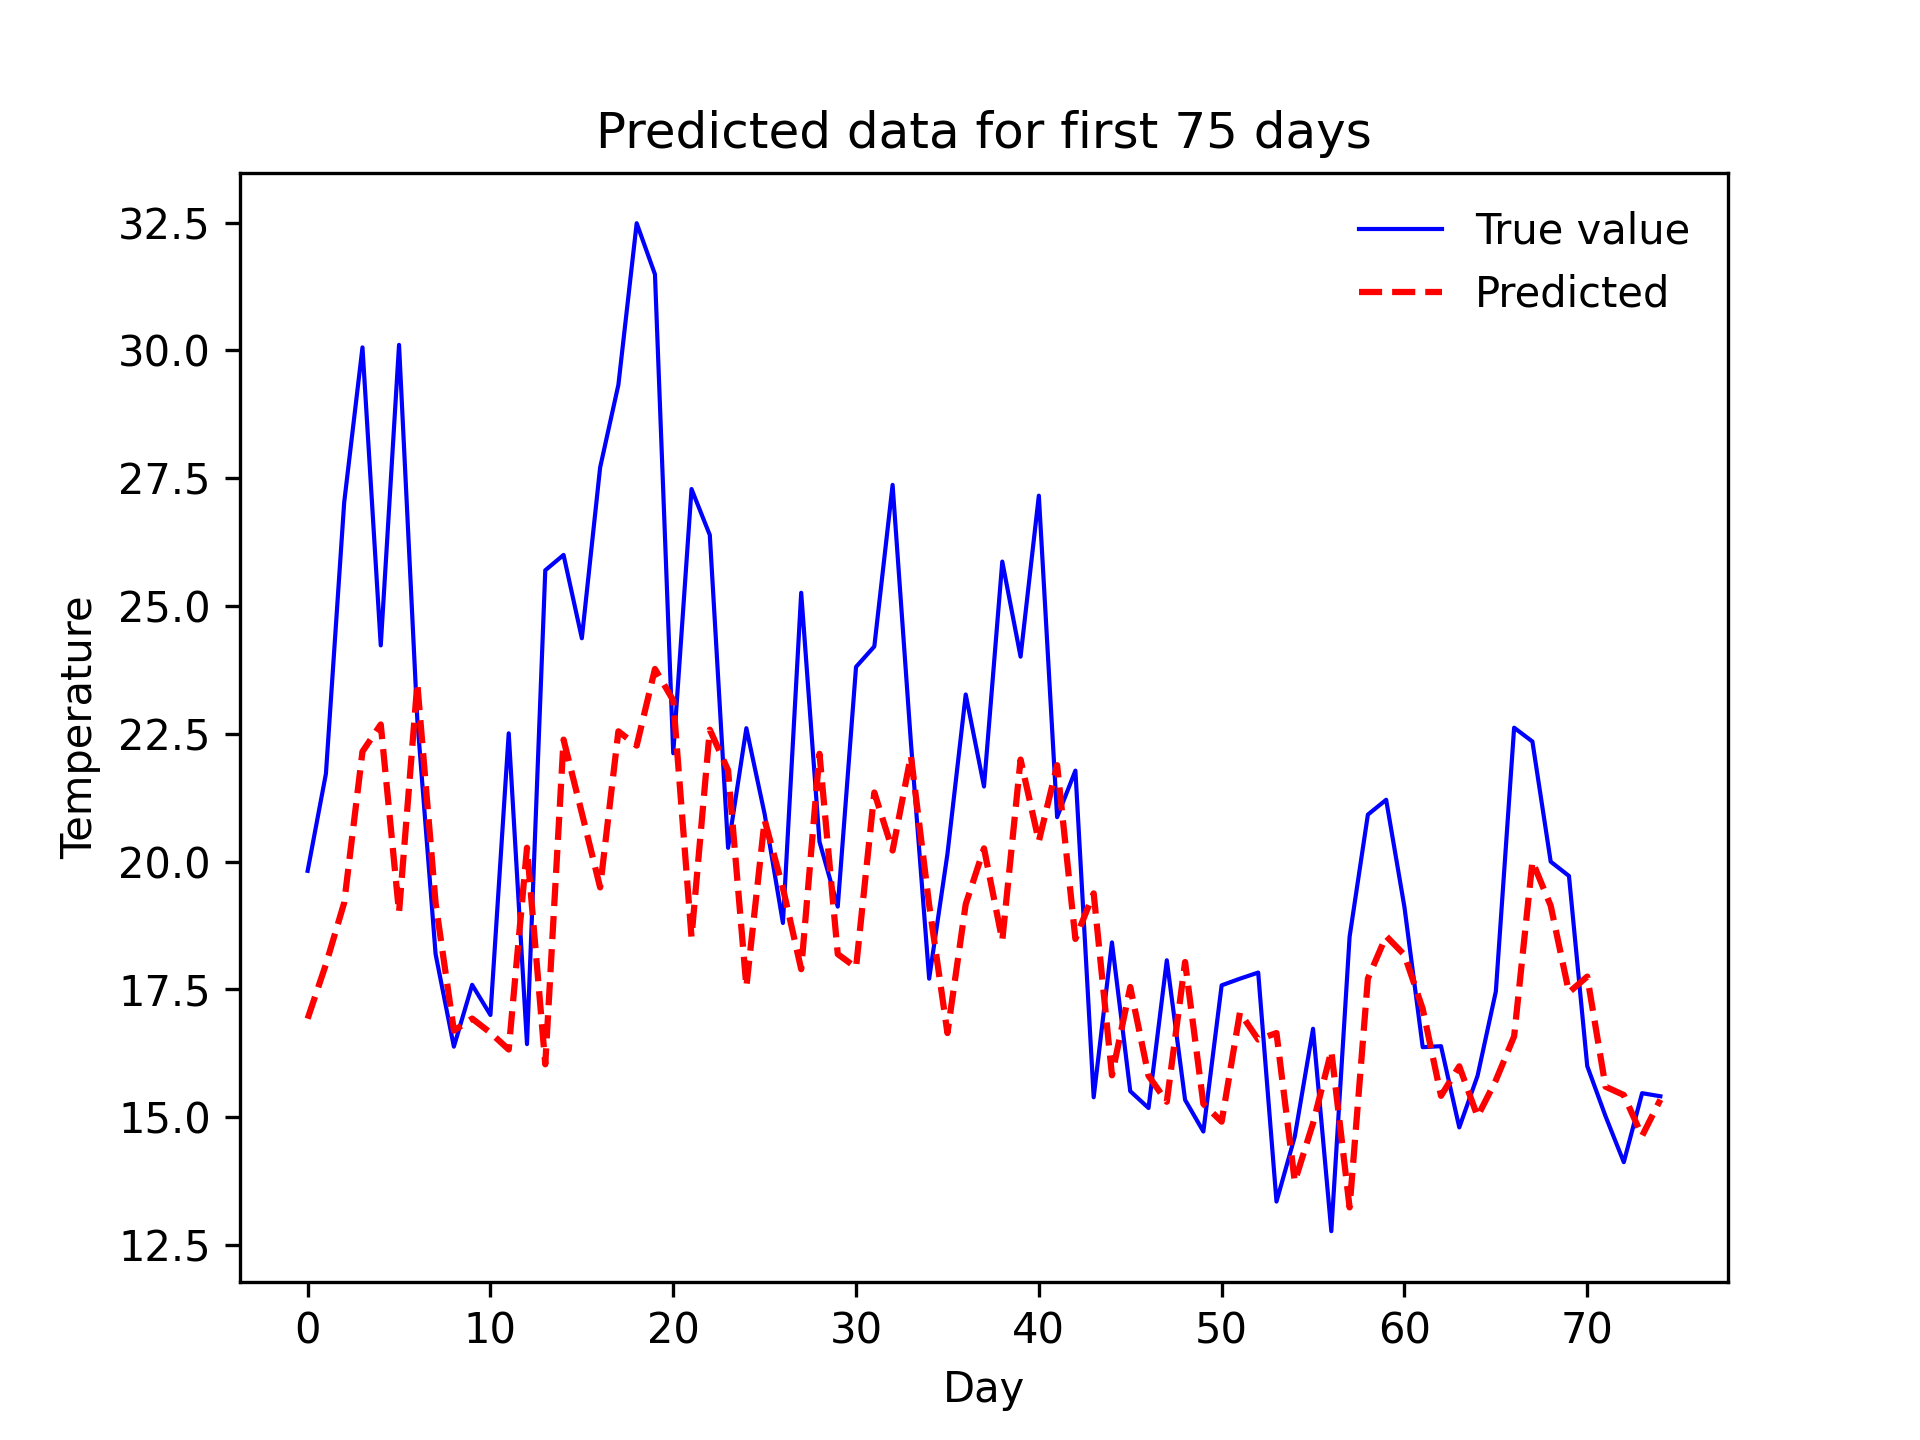 Predicted data for first 75 days
True value
Predicted
Temperature
32.5
30.0
27.5
25.0
22.5
20.0
17.5
15.0
12.5
0 10 20 30 40 50 60 70
Day